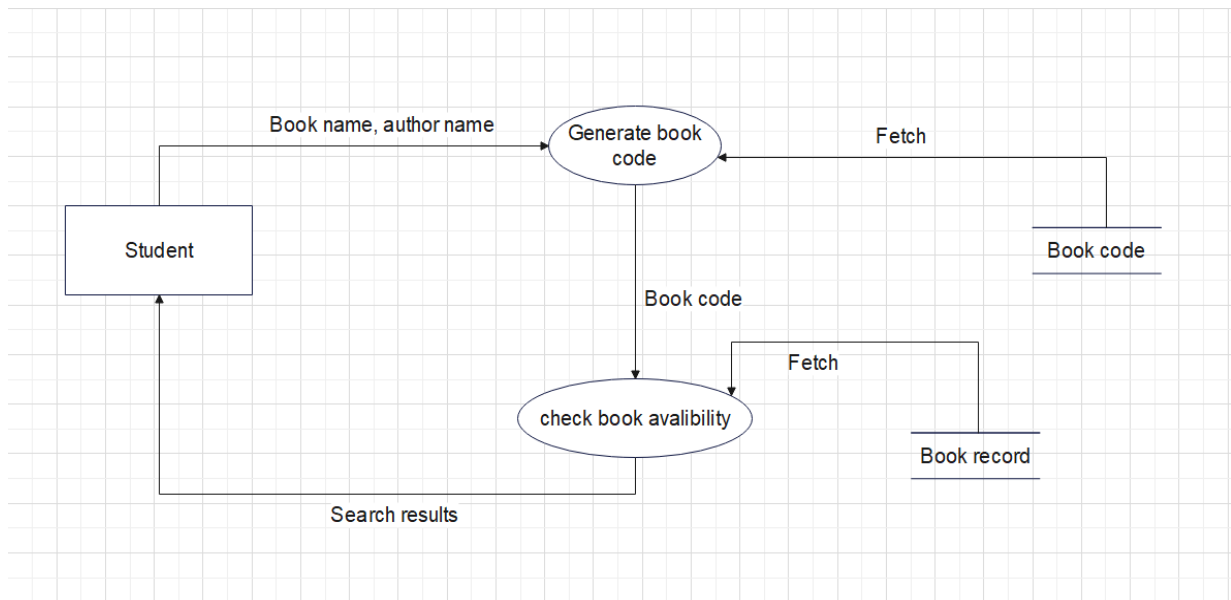 Book name, author name
Generate book
code
Fetch
Student
Book code
Book code
Fetch
check book avalibility
Book record
Search results